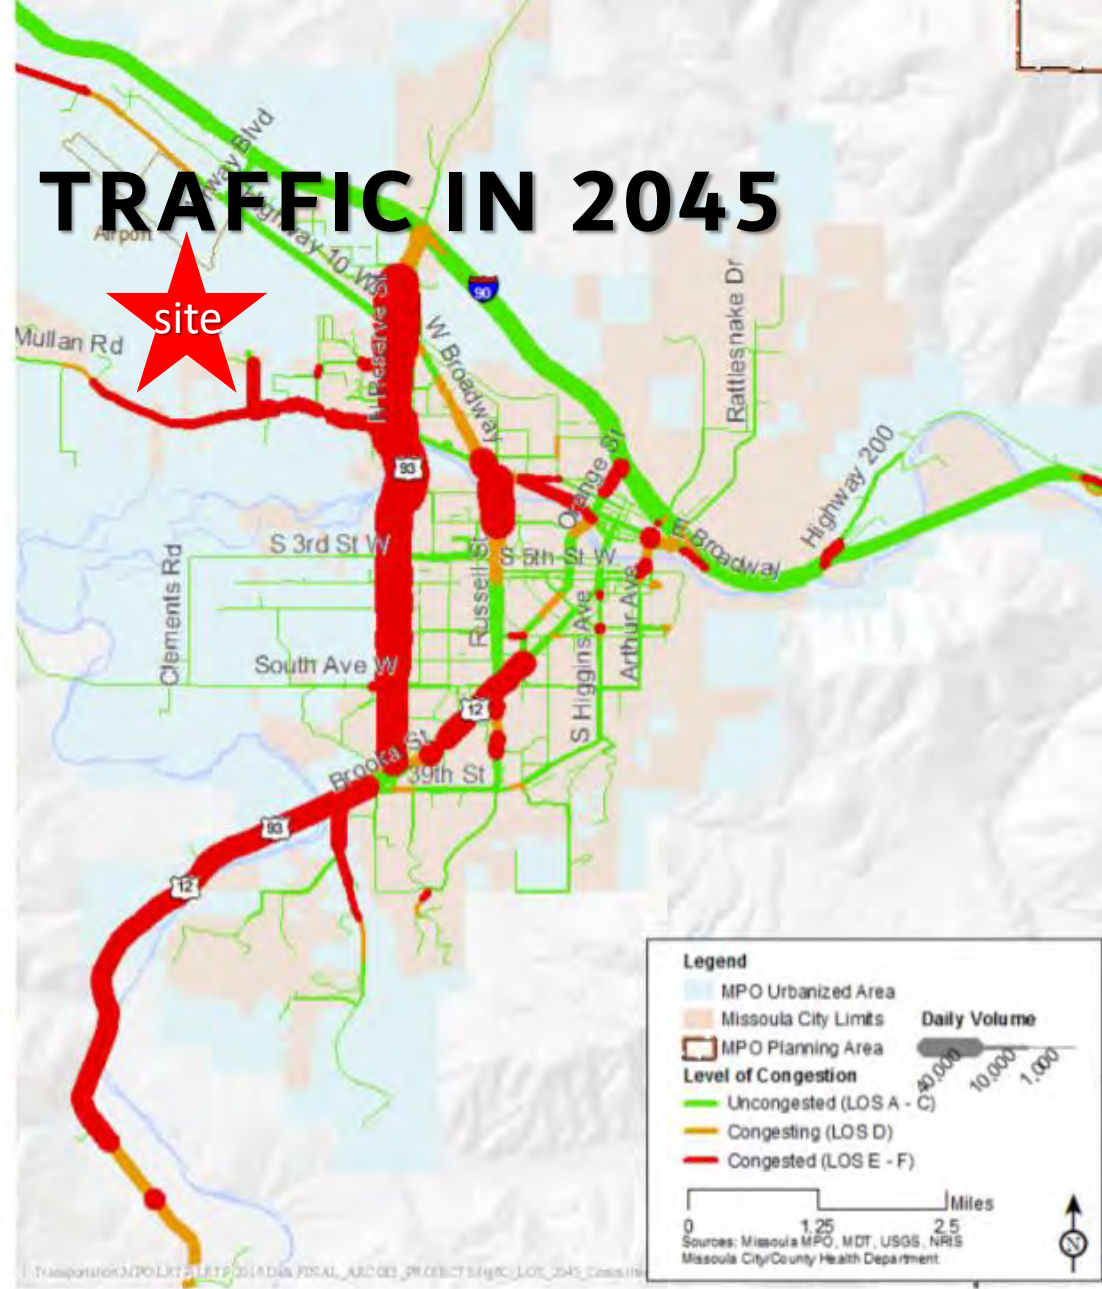 TRAFFIC IN 2045
Highway 10 W
Airport
site
Mullan Rd
N Reserve St
90
W Broadway
Rattlesnake Dr
93
Orange St
Highway 200
E Broadway
S 3rd St W
S 5th St W
Clements Rd
Russell St
S Higgins Ave
Arthur Ave
South Ave W
12
Brooks St
39th St
93
12
Legend
MPO Urbanized Area
Missoula City Limits
MPO Planning Area
Daily Volume
40,000
10,000
1,000
Level of Congestion
Uncongested (LOS A - C)
Congesting (LOS D)
Congested (LOS E - F)
Miles
0
1.25
2.5
N
Sources: Missoula MPO, MDT, USGS, NRIS
Missoula City/County Health Department